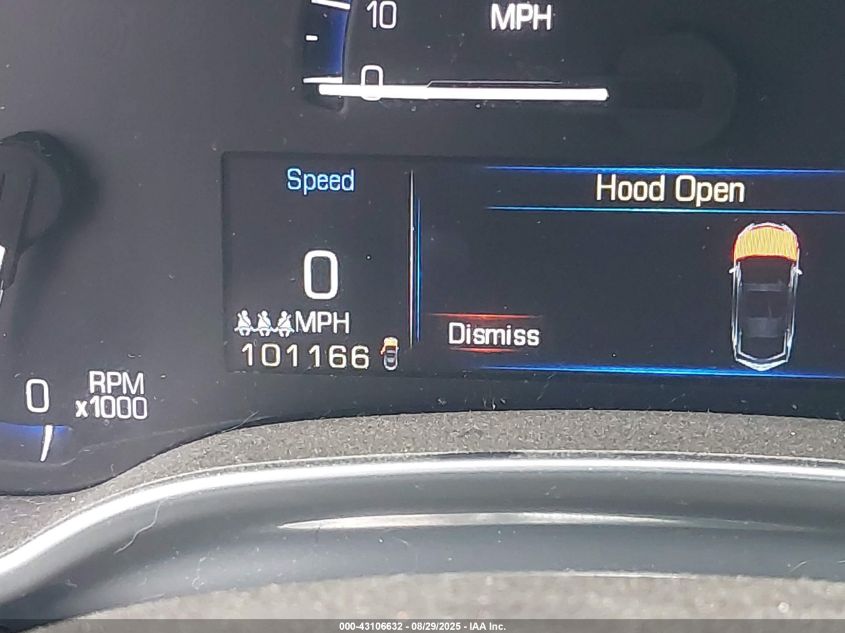 10 MPH
0
Speed
Hood Open
0
MPH
Dismiss
101166
0 RPM
x1000
000-43106632 - 08/29/2025 - IAA Inc.